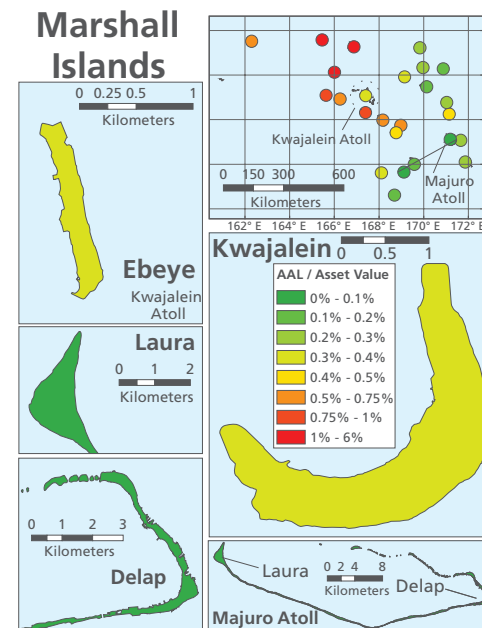 Marshall
Islands
0 0.25 0.5 1
Kilometers
Ebeye
Kwajalein
Atoll
Laura
0 1 2
Kilometers
0 1 2 3
Kilometers
Delap
Kwajalein Atoll
0 150 300 600
Kilometers
Majuro
Atoll
162° E 164° E 166° E 168° E 170° E 172° E
Kwajalein
0 0.5 1
Kilometers
AAL / Asset Value
0% - 0.1%
0.1% - 0.2%
0.2% - 0.3%
0.3% - 0.4%
0.4% - 0.5%
0.5% - 0.75%
0.75% - 1%
1% - 6%
Laura
0 2 4 8
Kilometers
Delap
Majuro Atoll